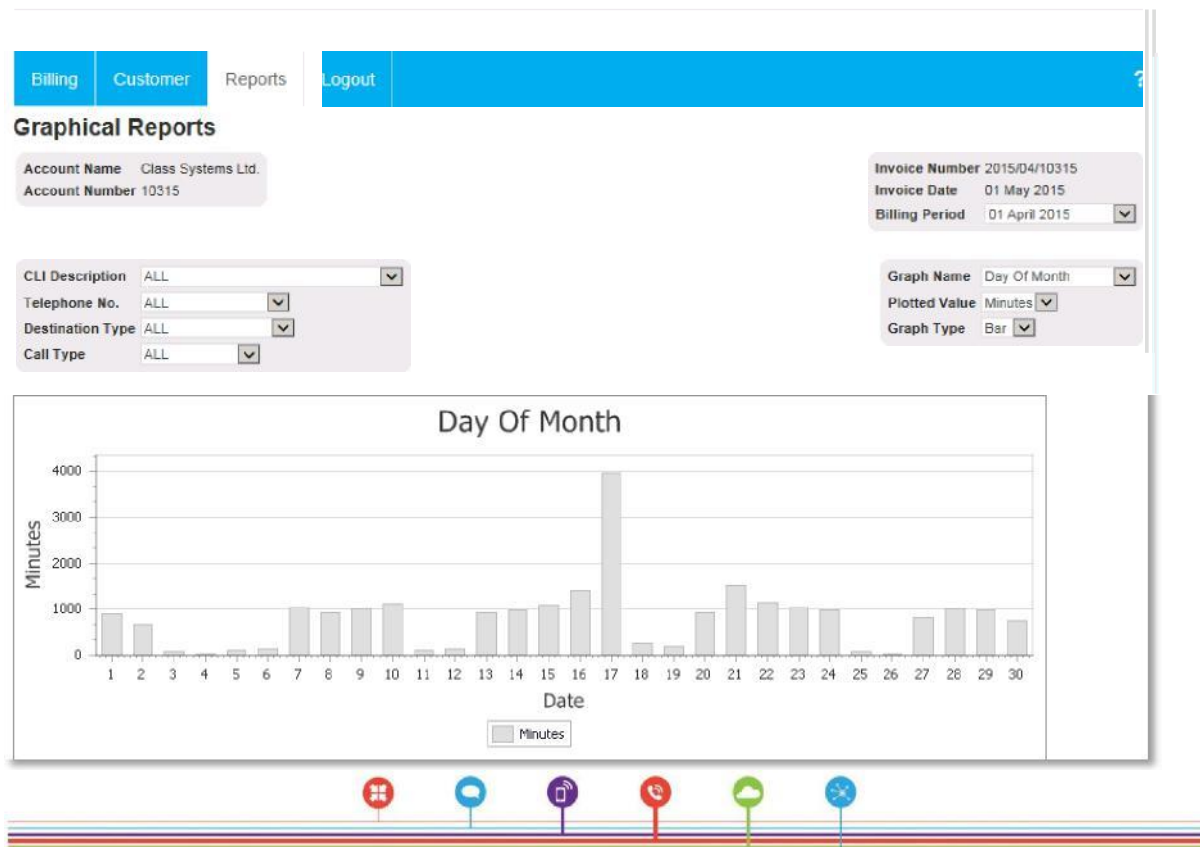 Billing Customer Reports Logout ?
Graphical Reports
Account Name Class Systems Ltd.
Account Number 10315
Invoice Number 2015/04/10315
Invoice Date 01 May 2015
Billing Period 01 April 2015
CLI Description ALL
Telephone No. ALL
Destination Type ALL
Call Type ALL
Graph Name Day Of Month
Plotted Value Minutes
Graph Type Bar
Day Of Month
4000
3000
2000
1000
0
Minutes
1 2 3 4 5 6 7 8 9 10 11 12 13 14 15 16 17 18 19 20 21 22 23 24 25 26 27 28 29 30
Date
Minutes